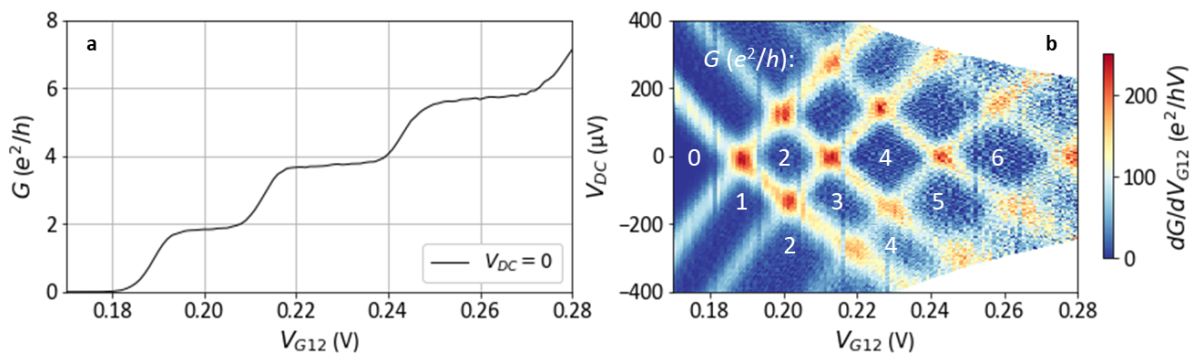 a
8
6
4
2
0
G (e²/h)
V_DC = 0
0.18 0.20 0.22 0.24 0.26 0.28
V_G12 (V)
b
400
200
0
−200
−400
V_DC (μV)
G (e²/h):
0 2 4 6
1 3 5
2 4
0.18 0.20 0.22 0.24 0.26 0.28
V_G12 (V)
200
100
0
dG/dV_G12 (e²/hV)